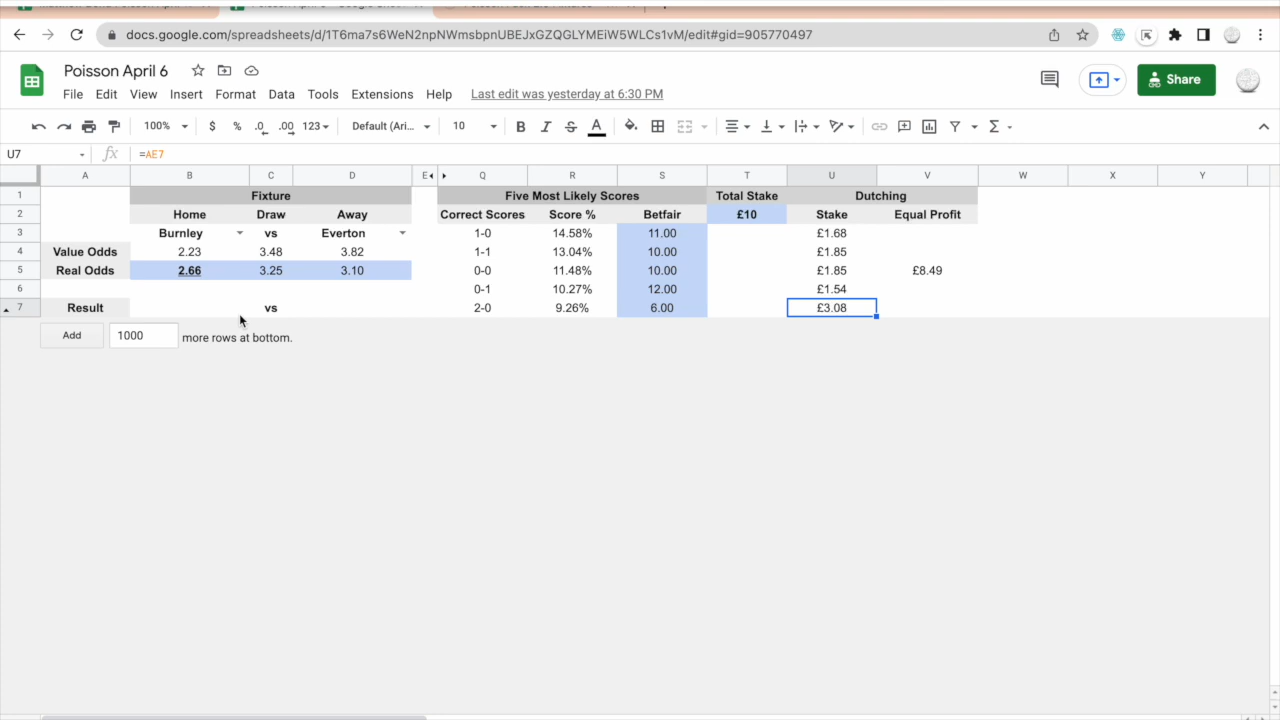 docs.google.com/spreadsheets/d/1T6ma7s6WeN2npNWmsbpnUBEJxGZQGLYMEiW5WLCs1vM/edit#gid=905770497
Poisson April 6
Share
File Edit View Insert Format Data Tools Extensions Help Last edit was yesterday at 6:30 PM
100% $ % .0 .00 123 Default (Ari... 10 B I S A
U7 fx =AE7
A B C D E Q R S T U V W X Y
1 Fixture Five Most Likely Scores Total Stake Dutching
2 Home Draw Away Correct Scores Score % Betfair £10 Stake Equal Profit
3 Burnley vs Everton 1-0 14.58% 11.00 £1.68
4 Value Odds 2.23 3.48 3.82 1-1 13.04% 10.00 £1.85
5 Real Odds 2.66 3.25 3.10 0-0 11.48% 10.00 £1.85 £8.49
6 0-1 10.27% 12.00 £1.54
7 Result vs 2-0 9.26% 6.00 £3.08
Add 1000 more rows at bottom.